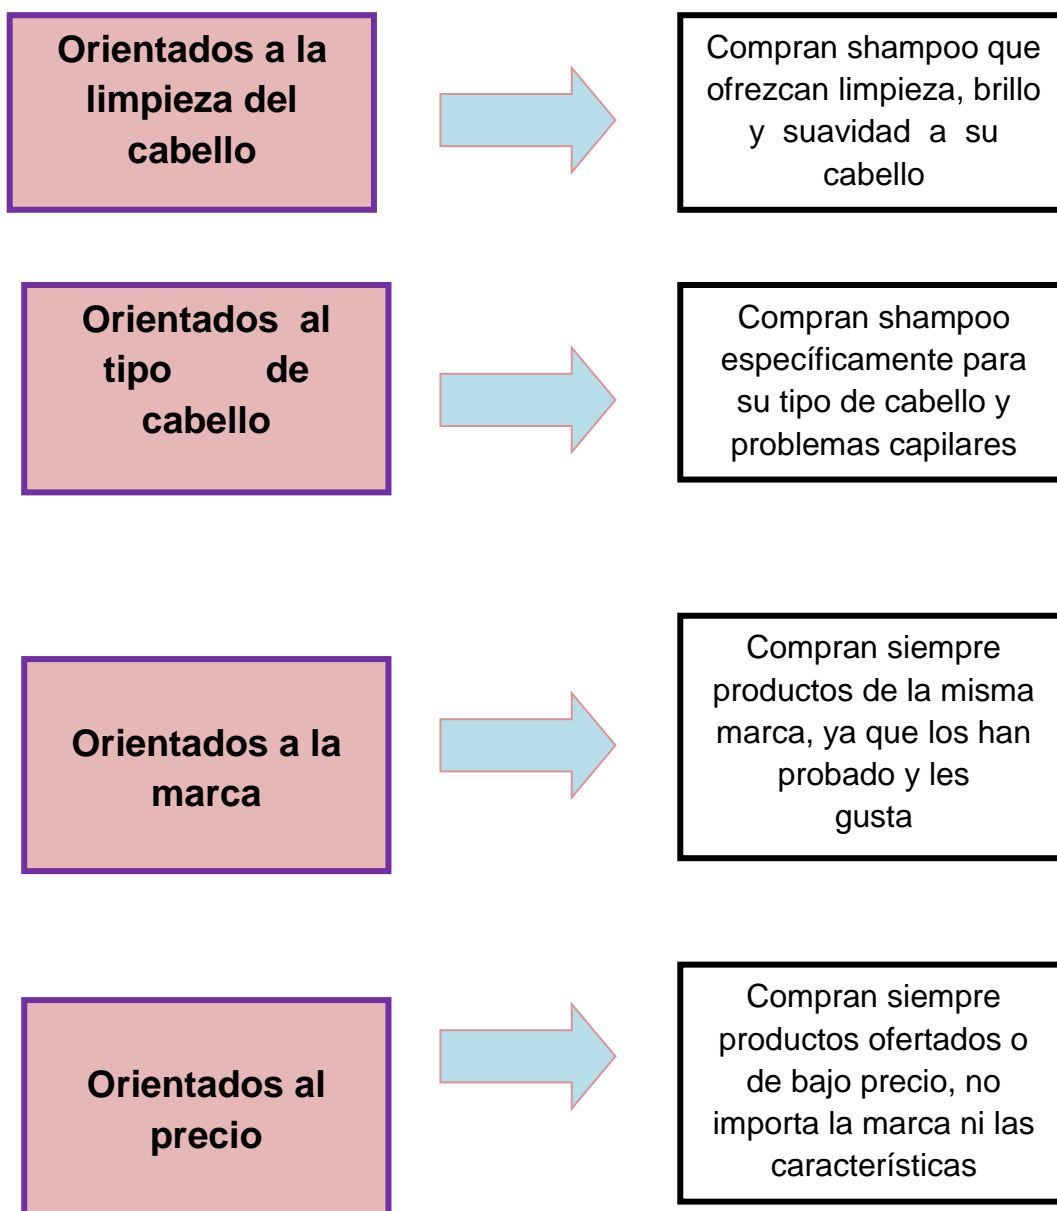 Orientados a la
limpieza del
cabello
Compran shampoo que
ofrezcan limpieza, brillo
y suavidad a su
cabello
Orientados al
tipo de
cabello
Compran shampoo
específicamente para
su tipo de cabello y
problemas capilares
Orientados a la
marca
Compran siempre
productos de la misma
marca, ya que los han
probado y les
gusta
Orientados al
precio
Compran siempre
productos ofertados o
de bajo precio, no
importa la marca ni las
características